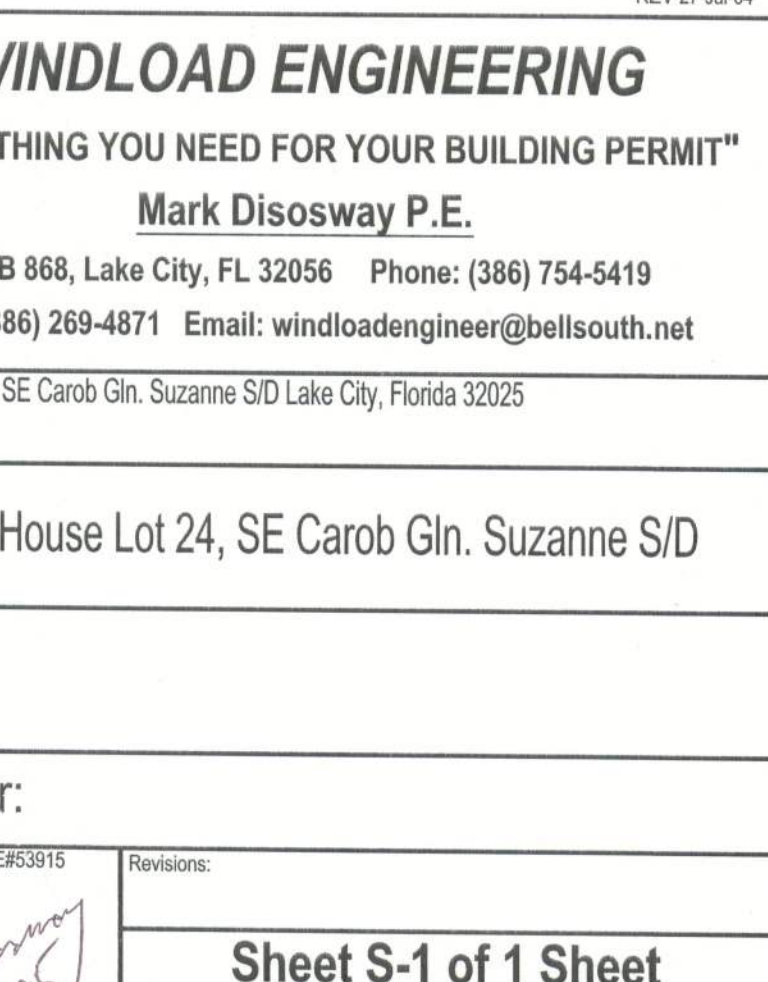 WINDLOAD ENGINEERING
THING YOU NEED FOR YOUR BUILDING PERMIT"
Mark Disosway P.E.
B 868, Lake City, FL 32056 Phone: (386) 754-5419
86) 269-4871 Email: windloadengineer@bellsouth.net
SE Carob Gln. Suzanne S/D Lake City, Florida 32025
House Lot 24, SE Carob Gln. Suzanne S/D
r:
E#53915
Revisions:
Sheet S-1 of 1 Sheet